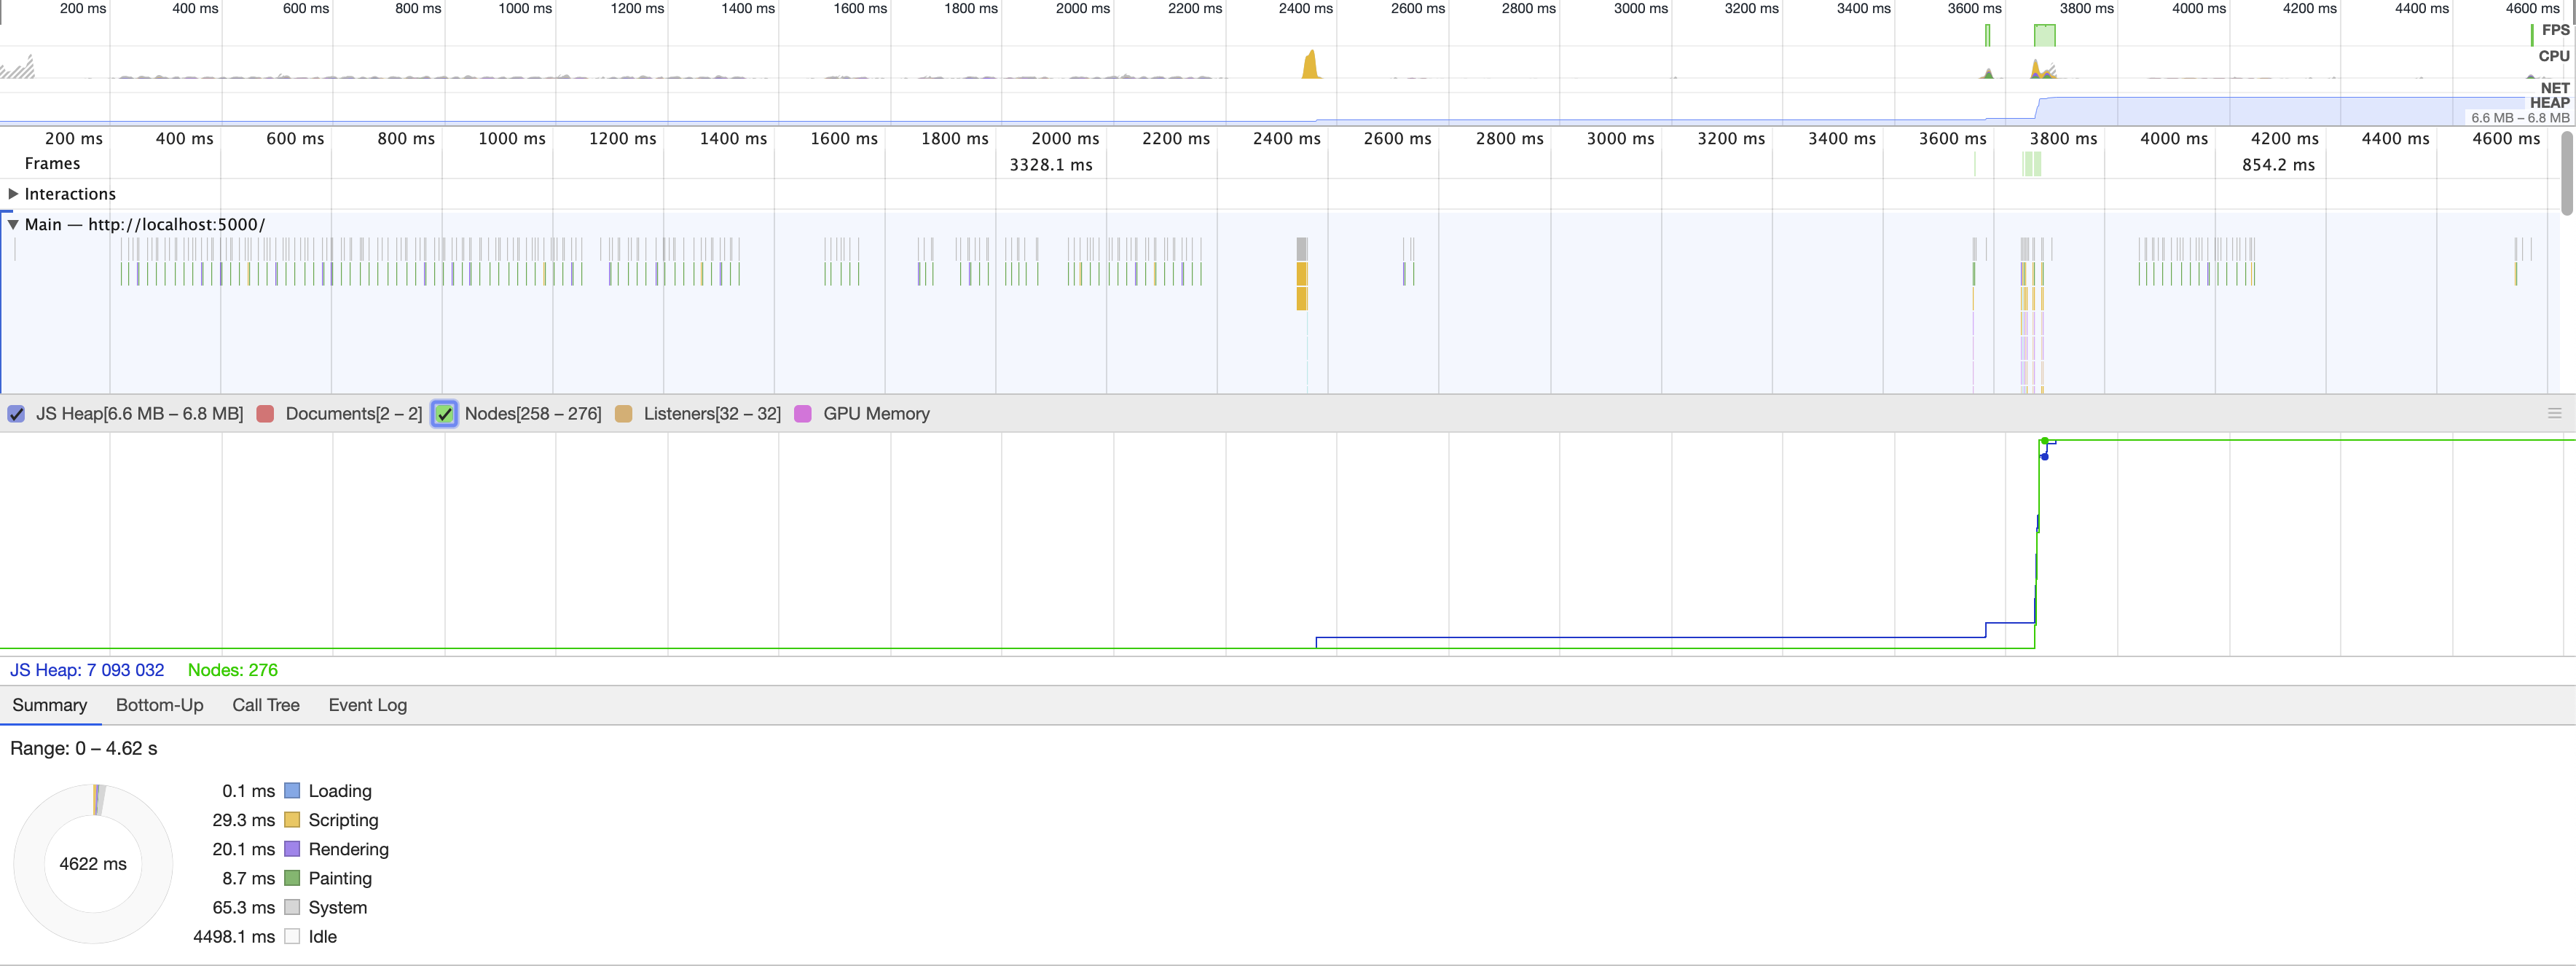 200 ms 400 ms 600 ms 800 ms 1000 ms 1200 ms 1400 ms 1600 ms 1800 ms 2000 ms 2200 ms 2400 ms 2600 ms 2800 ms 3000 ms 3200 ms 3400 ms 3600 ms 3800 ms 4000 ms 4200 ms 4400 ms 4600 ms
FPS
CPU
NET
HEAP
6.6 MB – 6.8 MB
200 ms 400 ms 600 ms 800 ms 1000 ms 1200 ms 1400 ms 1600 ms 1800 ms 2000 ms 2200 ms 2400 ms 2600 ms 2800 ms 3000 ms 3200 ms 3400 ms 3600 ms 3800 ms 4000 ms 4200 ms 4400 ms 4600 ms
Frames 3328.1 ms 854.2 ms
Interactions
Main — http://localhost:5000/
JS Heap[6.6 MB – 6.8 MB] Documents[2 – 2] Nodes[258 – 276] Listeners[32 – 32] GPU Memory
JS Heap: 7 093 032 Nodes: 276
Summary Bottom-Up Call Tree Event Log
Range: 0 – 4.62 s
4622 ms
0.1 ms Loading
29.3 ms Scripting
20.1 ms Rendering
8.7 ms Painting
65.3 ms System
4498.1 ms Idle